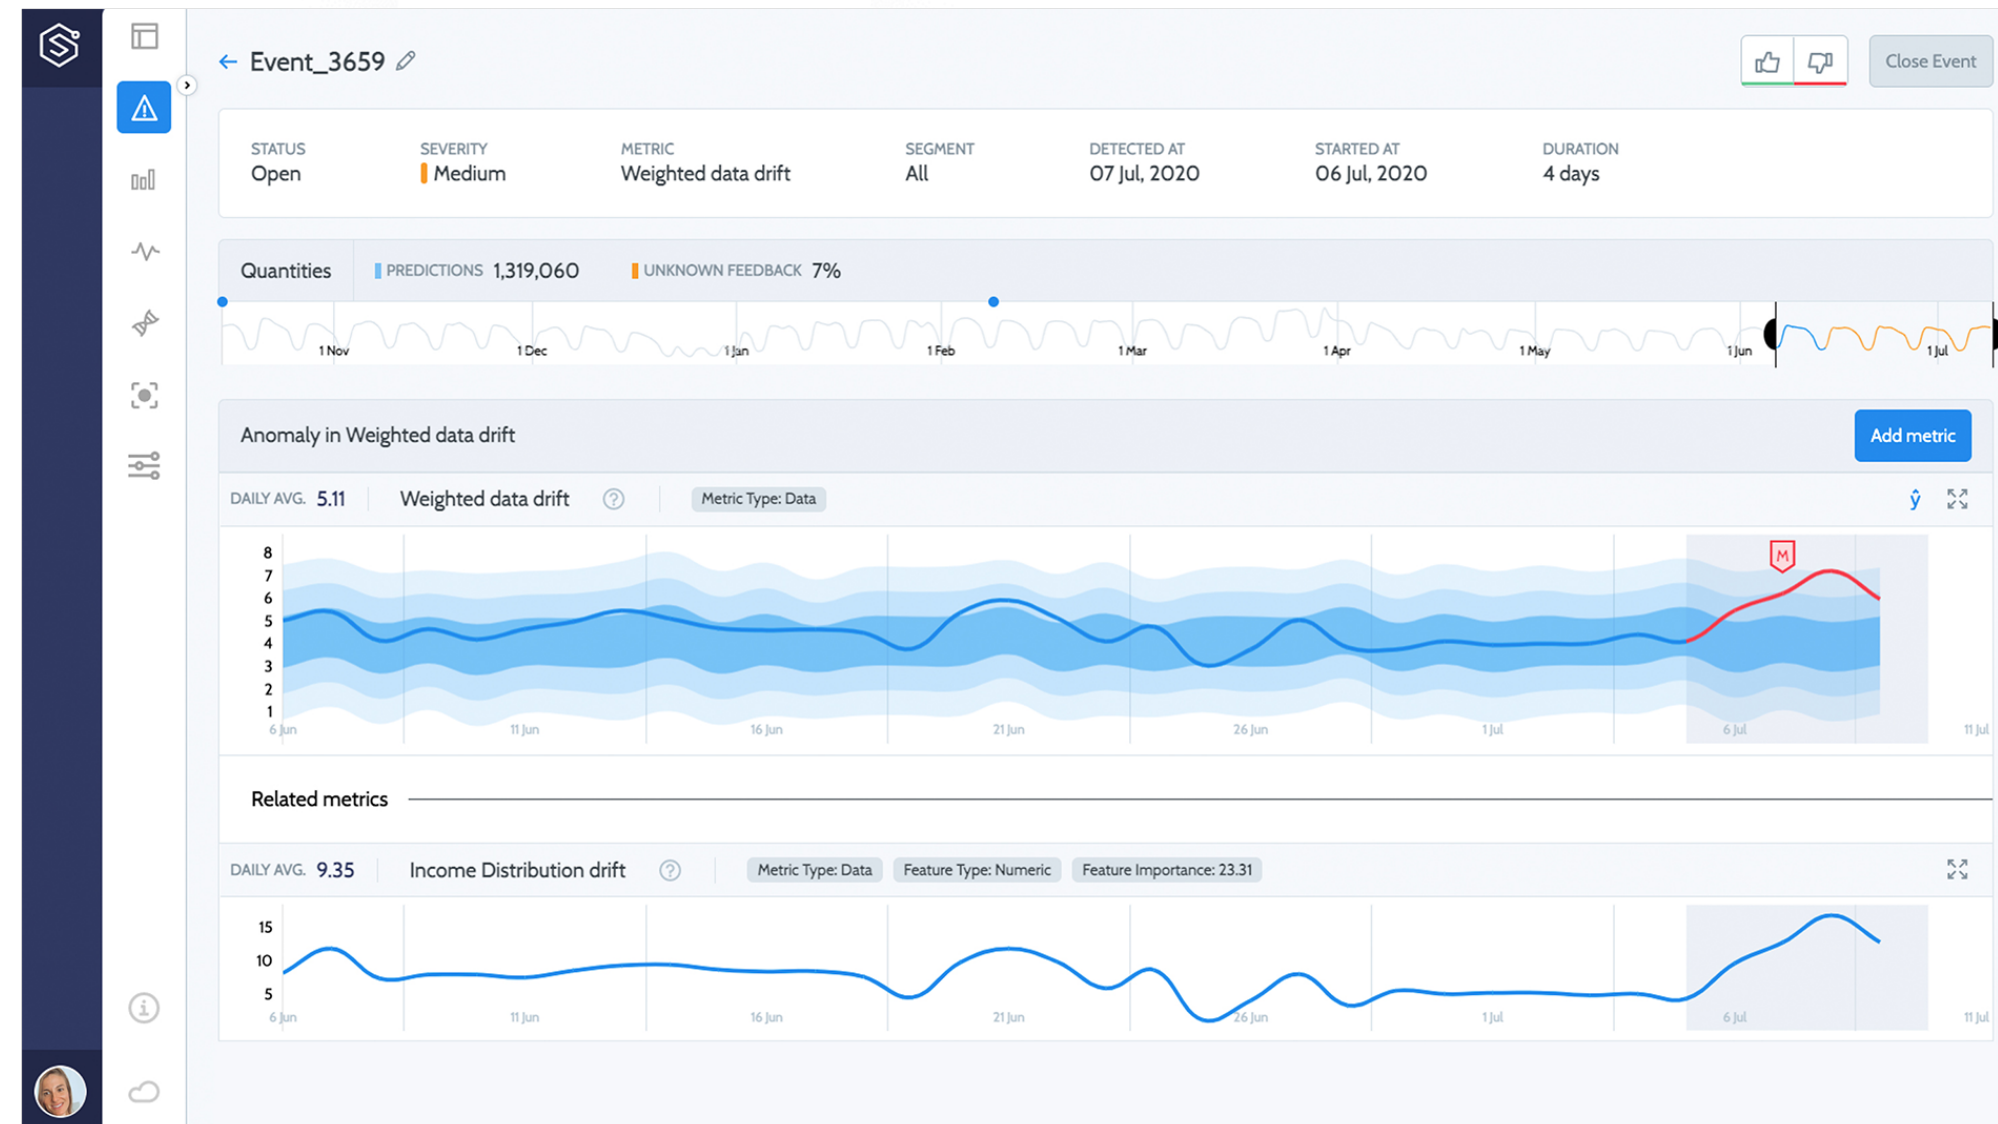 Event_3659
Close Event
STATUS SEVERITY METRIC SEGMENT DETECTED AT STARTED AT DURATION
Open Medium Weighted data drift All 07 Jul, 2020 06 Jul, 2020 4 days
Quantities PREDICTIONS 1,319,060 UNKNOWN FEEDBACK 7%
1 Nov 1 Dec 1 Jan 1 Feb 1 Mar 1 Apr 1 May 1 Jun 1 Jul
Anomaly in Weighted data drift Add metric
DAILY AVG. 5.11 Weighted data drift ? Metric Type: Data ŷ
8
M
7
6
5
4
3
2
1
6 Jun 11 Jun 16 Jun 21 Jun 26 Jun 1 Jul 6 Jul 11 Jul
Related metrics
DAILY AVG. 9.35 Income Distribution drift ? Metric Type: Data Feature Type: Numeric Feature Importance: 23.31
15
10
5
6 Jun 11 Jun 16 Jun 21 Jun 26 Jun 1 Jul 6 Jul 11 Jul